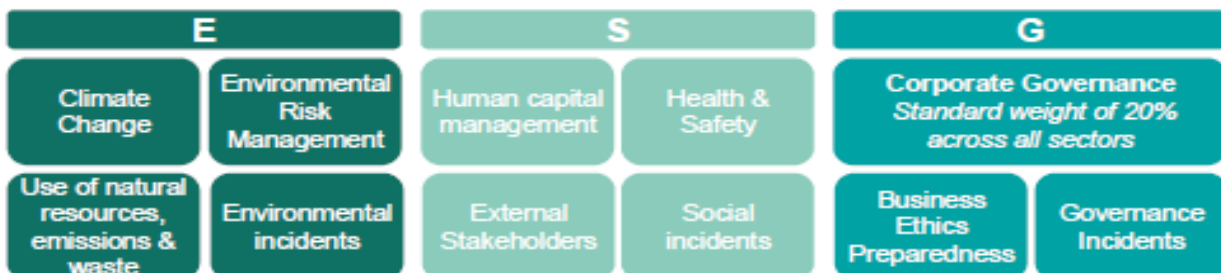 E
S
G
Climate
Change
Environmental
Risk
Management
Human capital
management
Health &
Safety
Corporate Governance
Standard weight of 20%
across all sectors
Use of natural
resources,
emissions &
waste
Environmental
incidents
External
Stakeholders
Social
incidents
Business
Ethics
Preparedness
Governance
Incidents